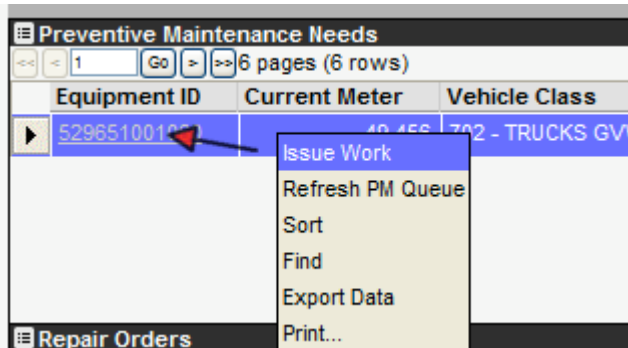 Preventive Maintenance Needs
<< < 1 Go > >> 6 pages (6 rows)
Equipment ID Current Meter Vehicle Class
702 - TRUCKS
Issue Work
Refresh PM Queue
Sort
Find
Export Data
Print...
Repair Orders